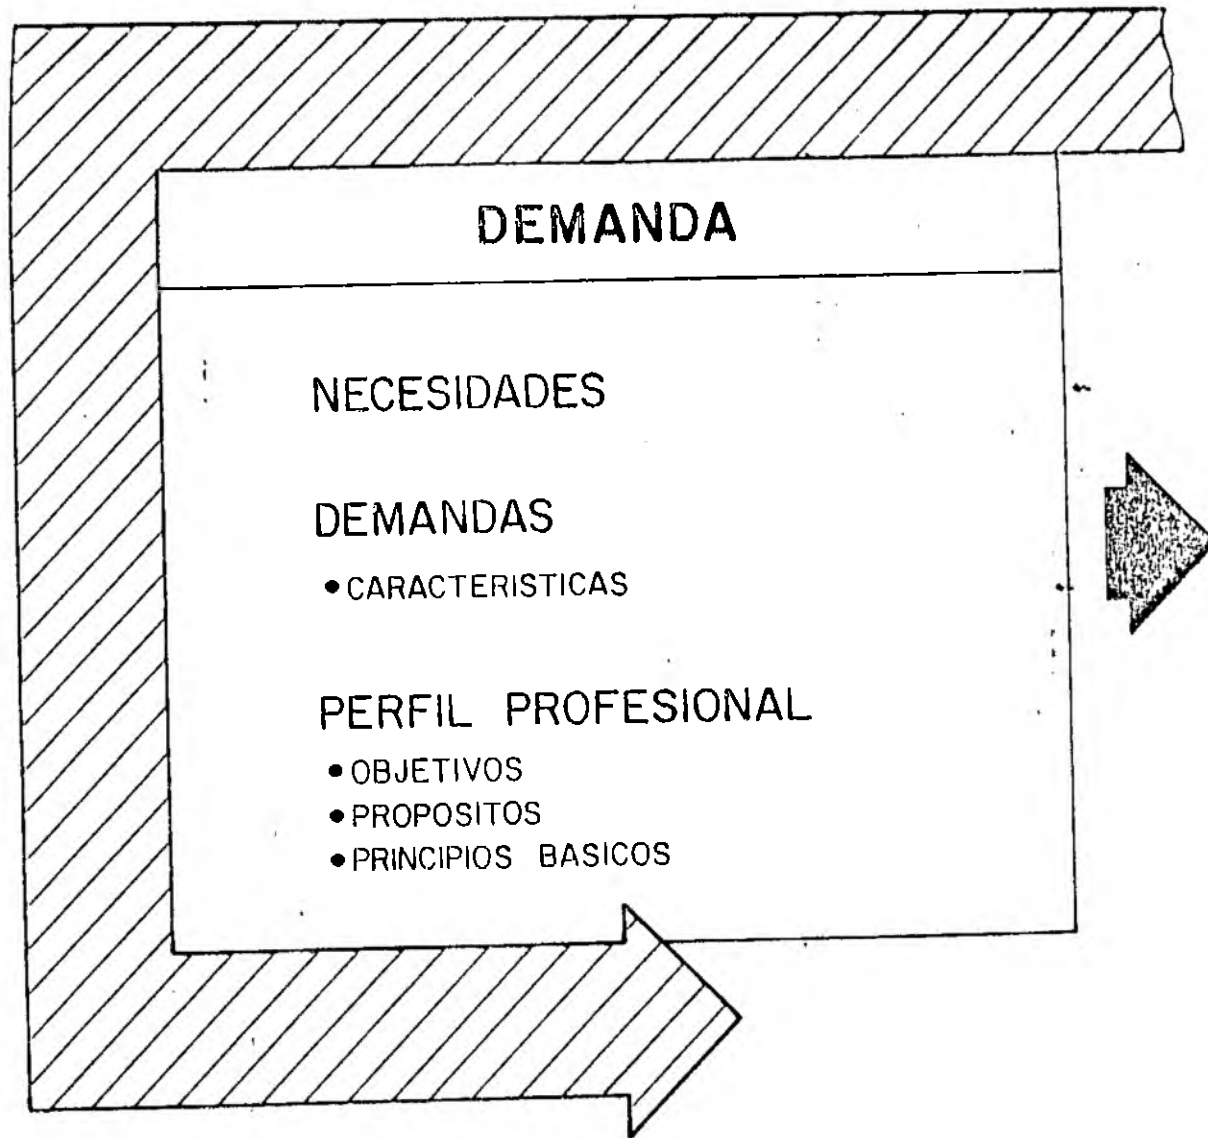 DEMANDA
NECESIDADES
DEMANDAS
• CARACTERISTICAS
PERFIL PROFESIONAL
• OBJETIVOS
• PROPOSITOS
• PRINCIPIOS BASICOS